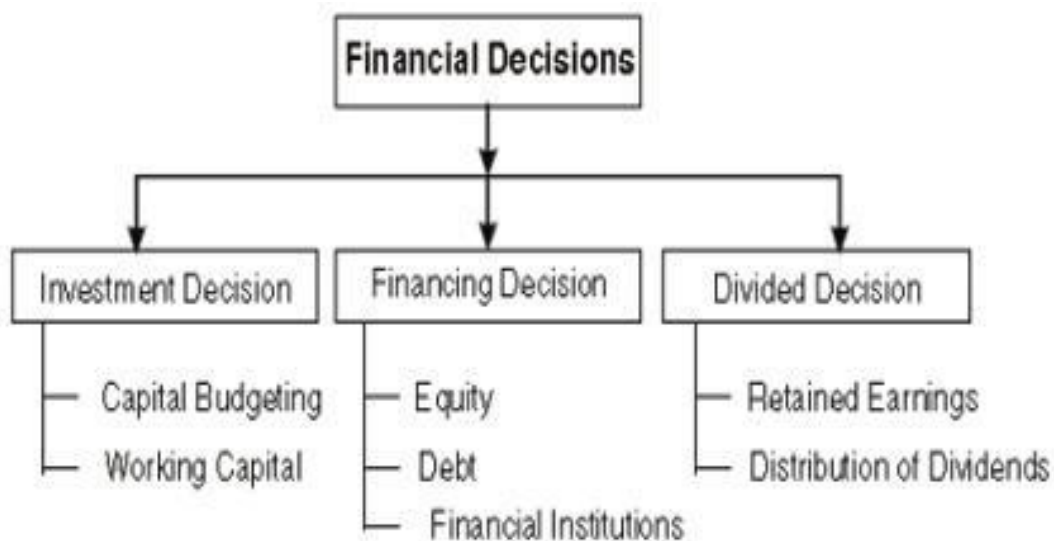 Financial Decisions
Investment Decision
Financing Decision
Divided Decision
Capital Budgeting
Working Capital
Equity
Debt
Financial Institutions
Retained Earnings
Distribution of Dividends